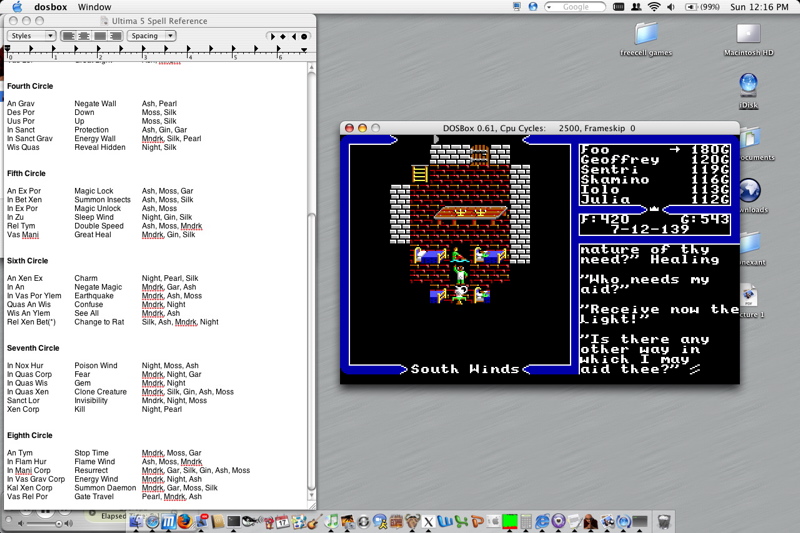 dosbox Window
Google
(99%) Sun 12:16 PM
Ultima 5 Spell Reference
Styles Spacing
0 1 2 3 4 5 6
Fourth Circle
An Grav Negate Wall Ash, Pearl
Des Por Down Moss, Silk
Uus Por Up Moss, Silk
In Sanct Protection Ash, Gin, Gar
In Sanct Grav Energy Wall Mndrk, Silk, Pearl
Wis Quas Reveal Hidden Night, Silk
Fifth Circle
An Ex Por Magic Lock Ash, Moss, Gar
In Bet Xen Summon Insects Ash, Silk, Moss
In Ex Por Magic Unlock Ash, Moss
In Zu Sleep Wind Night, Gin, Silk
Rel Tym Double Speed Ash, Moss, Mndrk
Vas Mani Great Heal Mndrk, Gin, Silk
Sixth Circle
An Xen Ex Charm Night, Pearl, Silk
In An Negate Magic Mndrk, Gar, Ash
In Vas Por Ylem Earthquake Mndrk, Ash, Moss
Quas An Wis Confuse Mndrk, Night
Wis An Ylem See All Mndrk, Ash
Rel Xen Bet(*) Change to Rat Silk, Ash, Mndrk, Night
Seventh Circle
In Nox Hur Poison Wind Night, Moss, Ash
In Quas Corp Fear Mndrk, Night, Gar
In Quas Wis Gem Mndrk, Night
In Quas Xen Clone Creature Mndrk, Silk, Gin, Ash, Moss
Sanct Lor Invisibility Mndrk, Night, Moss
Xen Corp Kill Night, Pearl
Eighth Circle
An Tym Stop Time Mndrk, Moss, Gar
In Flam Hur Flame Wind Ash, Moss, Mndrk
In Mani Corp Resurrect Mndrk, Gar, Silk, Gin, Ash, Moss
In Vas Grav Corp Energy Wind Mndrk, Night, Ash
Kal Xen Corp Summon Daemon Mndrk, Gar, Moss, Silk
Vas Rel Por Gate Travel Pearl, Mndrk, Ash
Elapsed
DOSBox 0.61, Cpu Cycles: 2500, Frameskip 0
Foo 180G
Geoffrey 120G
Sentri 119G
Shamino 116G
Iolo 113G
Julia 112G
F:420 G:543
7-12-139
nature of thy
need?" Healing
"Who needs my
aid?"
"Receive now the
Light!"
"Is there any
other way in
which I may
aid thee?"
South Winds
freecell games
Macintosh HD
iDisk
ocuments
wnloads
onexant
cture 1
17